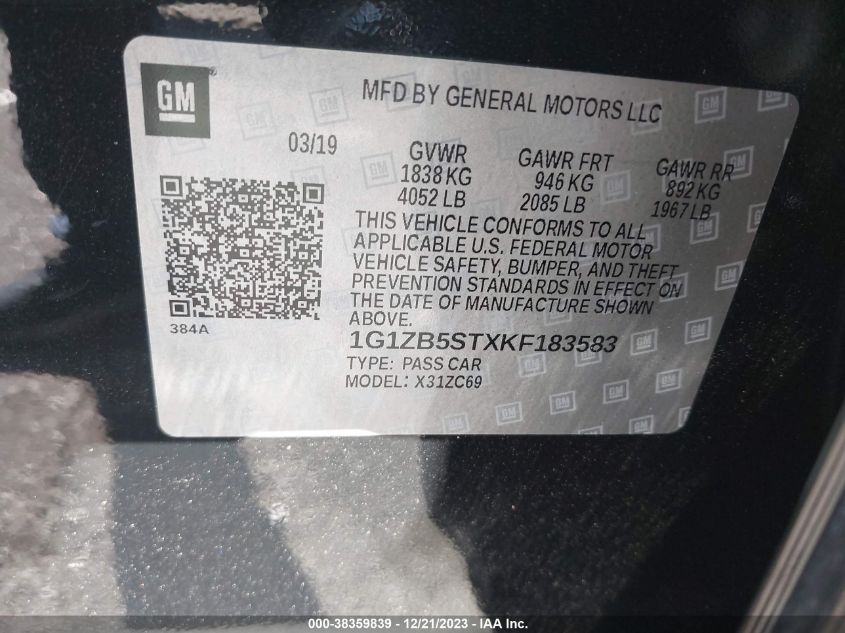 GM
MFD BY GENERAL MOTORS LLC
03/19
GVWR GAWR FRT GAWR RR
1838 KG 946 KG 892 KG
4052 LB 2085 LB 1967 LB
THIS VEHICLE CONFORMS TO ALL
APPLICABLE U.S. FEDERAL MOTOR
VEHICLE SAFETY, BUMPER, AND THEFT
PREVENTION STANDARDS IN EFFECT ON
THE DATE OF MANUFACTURE SHOWN
ABOVE.
384A
1G1ZB5STXKF183583
TYPE: PASS CAR
MODEL: X31ZC69
000-38359839 - 12/21/2023 - IAA Inc.